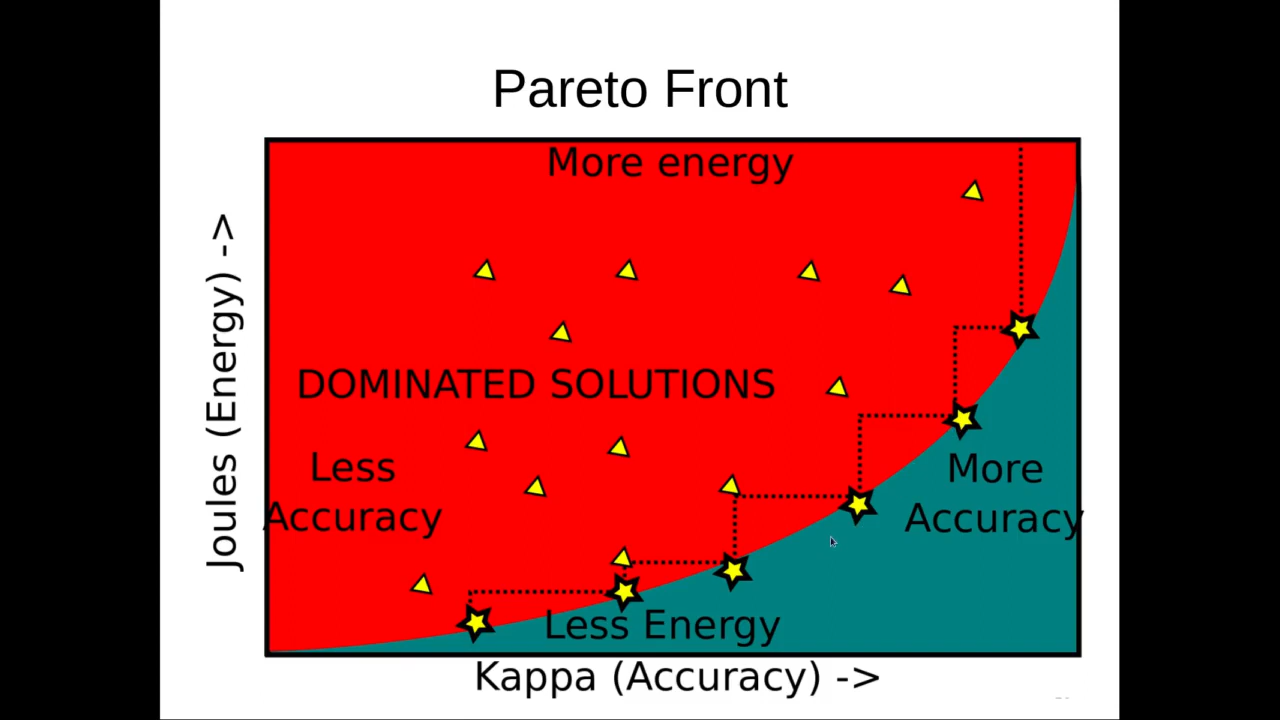 Pareto Front
More energy
Joules (Energy) ->
DOMINATED SOLUTIONS
Less
Accuracy
More
Accuracy
Less Energy
Kappa (Accuracy) ->